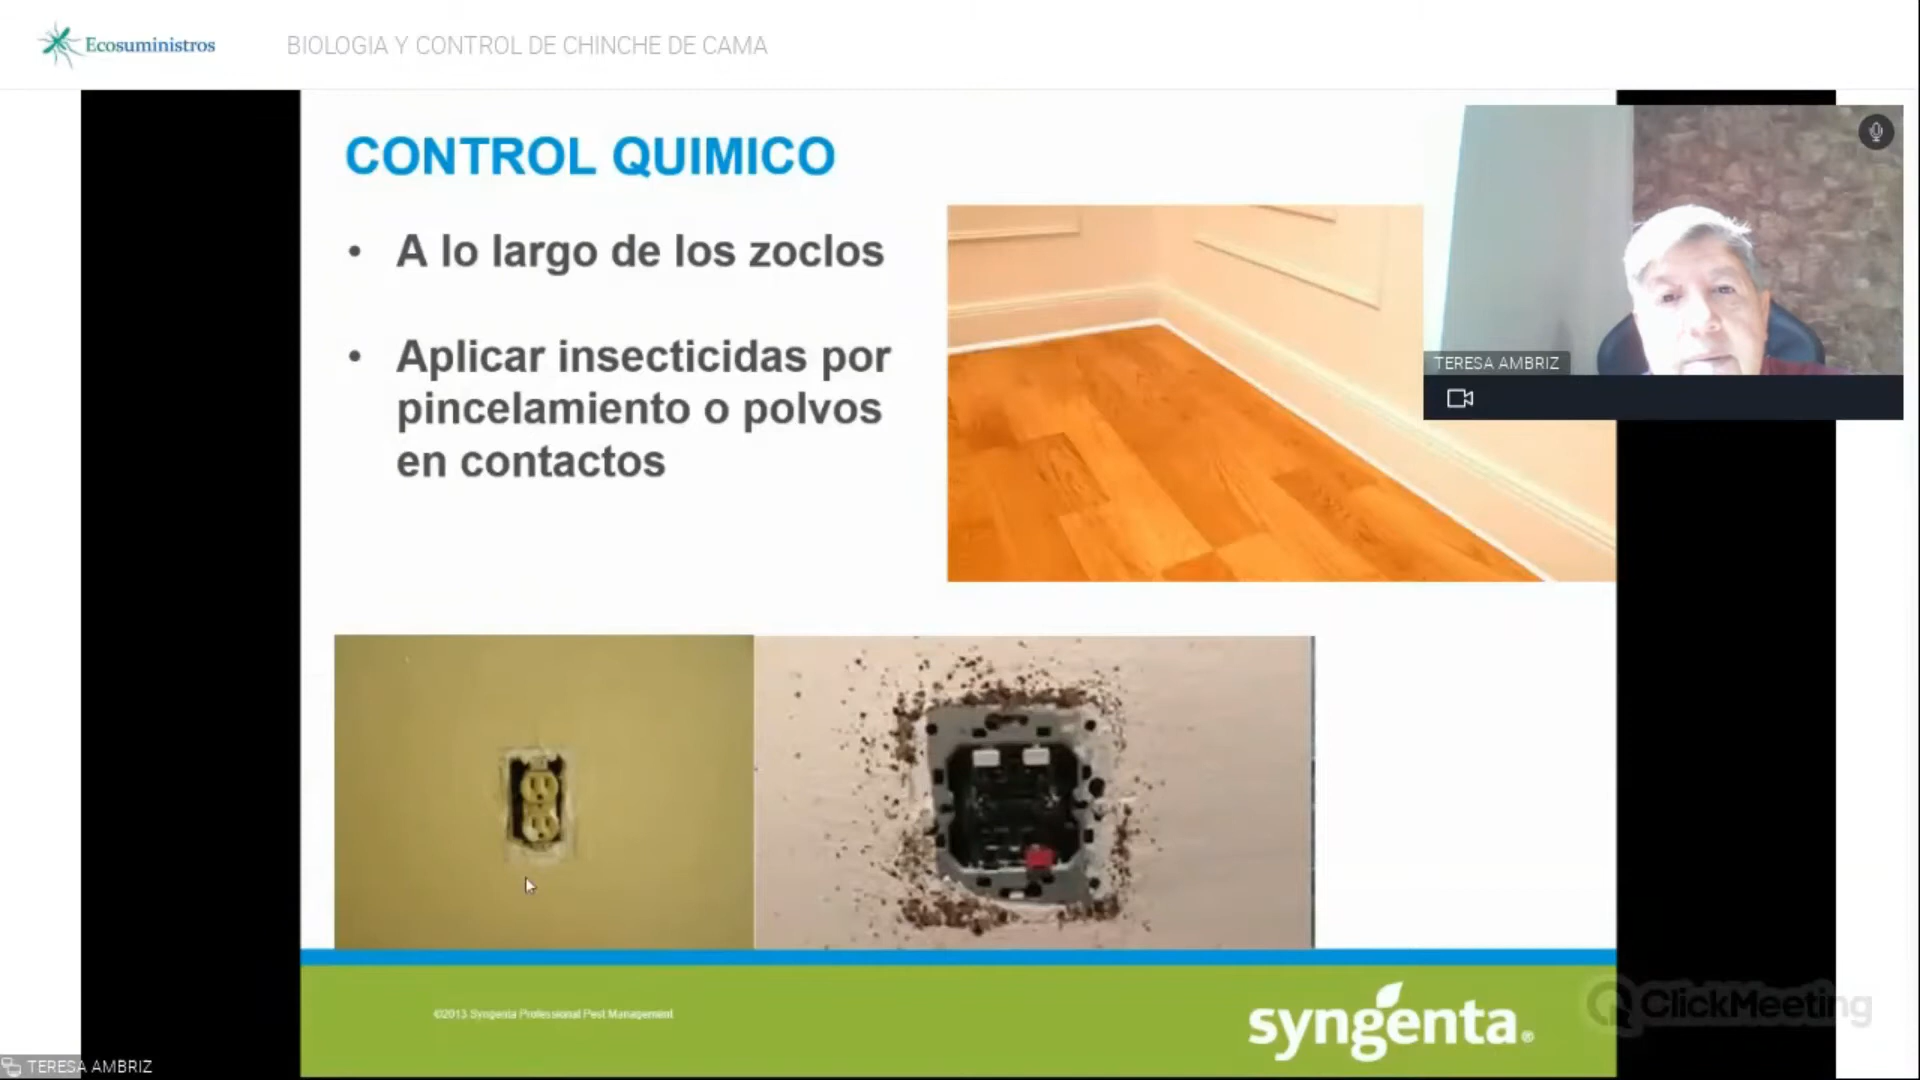 Ecosuministros
BIOLOGIA Y CONTROL DE CHINCHE DE CAMA
CONTROL QUIMICO
• A lo largo de los zoclos
• Aplicar insecticidas por
pincelamiento o polvos
en contactos
TERESA AMBRIZ
©2013 Syngenta Professional Pest Management
syngenta®
ClickMeeting
TERESA AMBRIZ